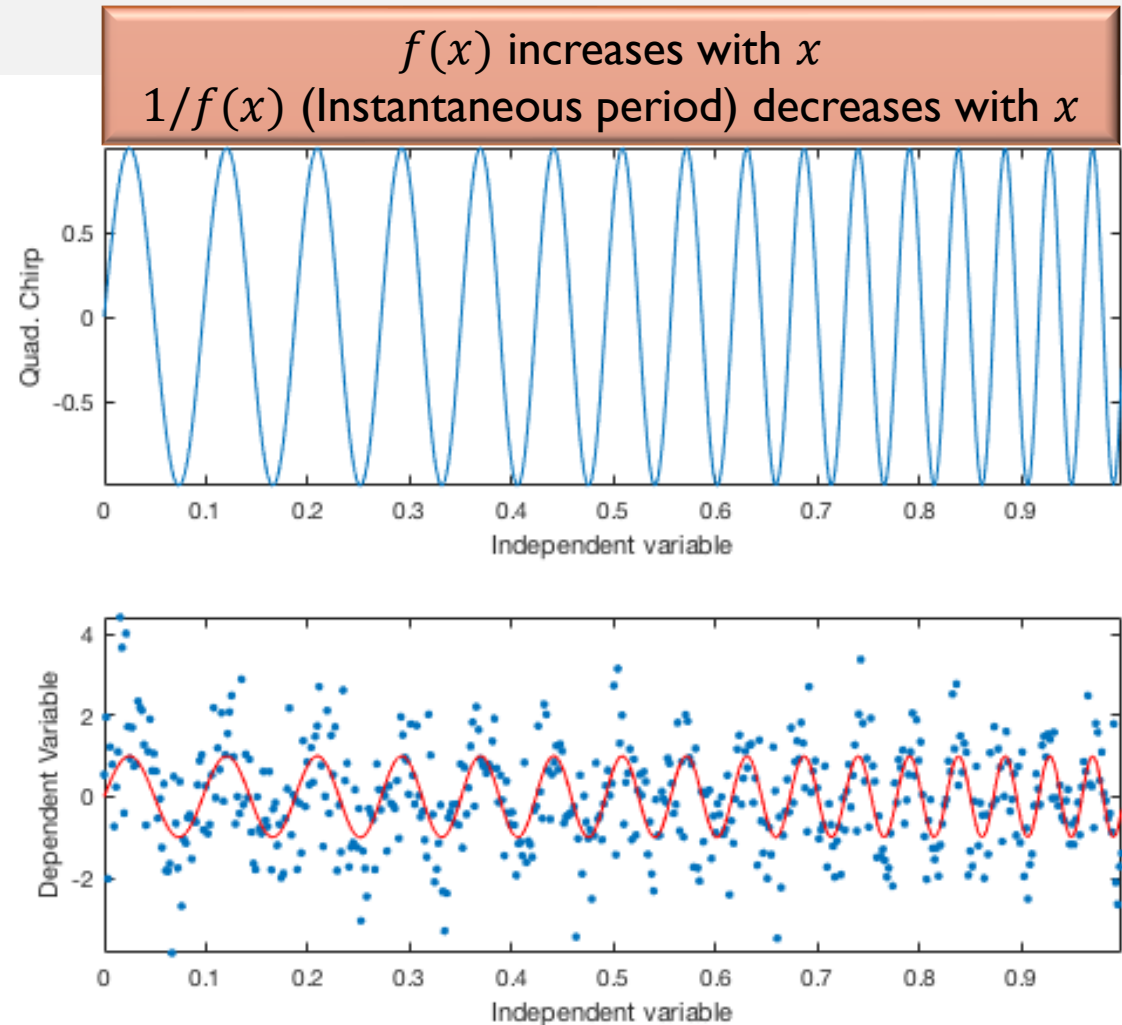 f(x) increases with x
1/f(x) (Instantaneous period) decreases with x
0.5
0
-0.5
Quad. Chirp
0 0.1 0.2 0.3 0.4 0.5 0.6 0.7 0.8 0.9
Independent variable
4
2
0
-2
Dependent Variable
0 0.1 0.2 0.3 0.4 0.5 0.6 0.7 0.8 0.9
Independent variable